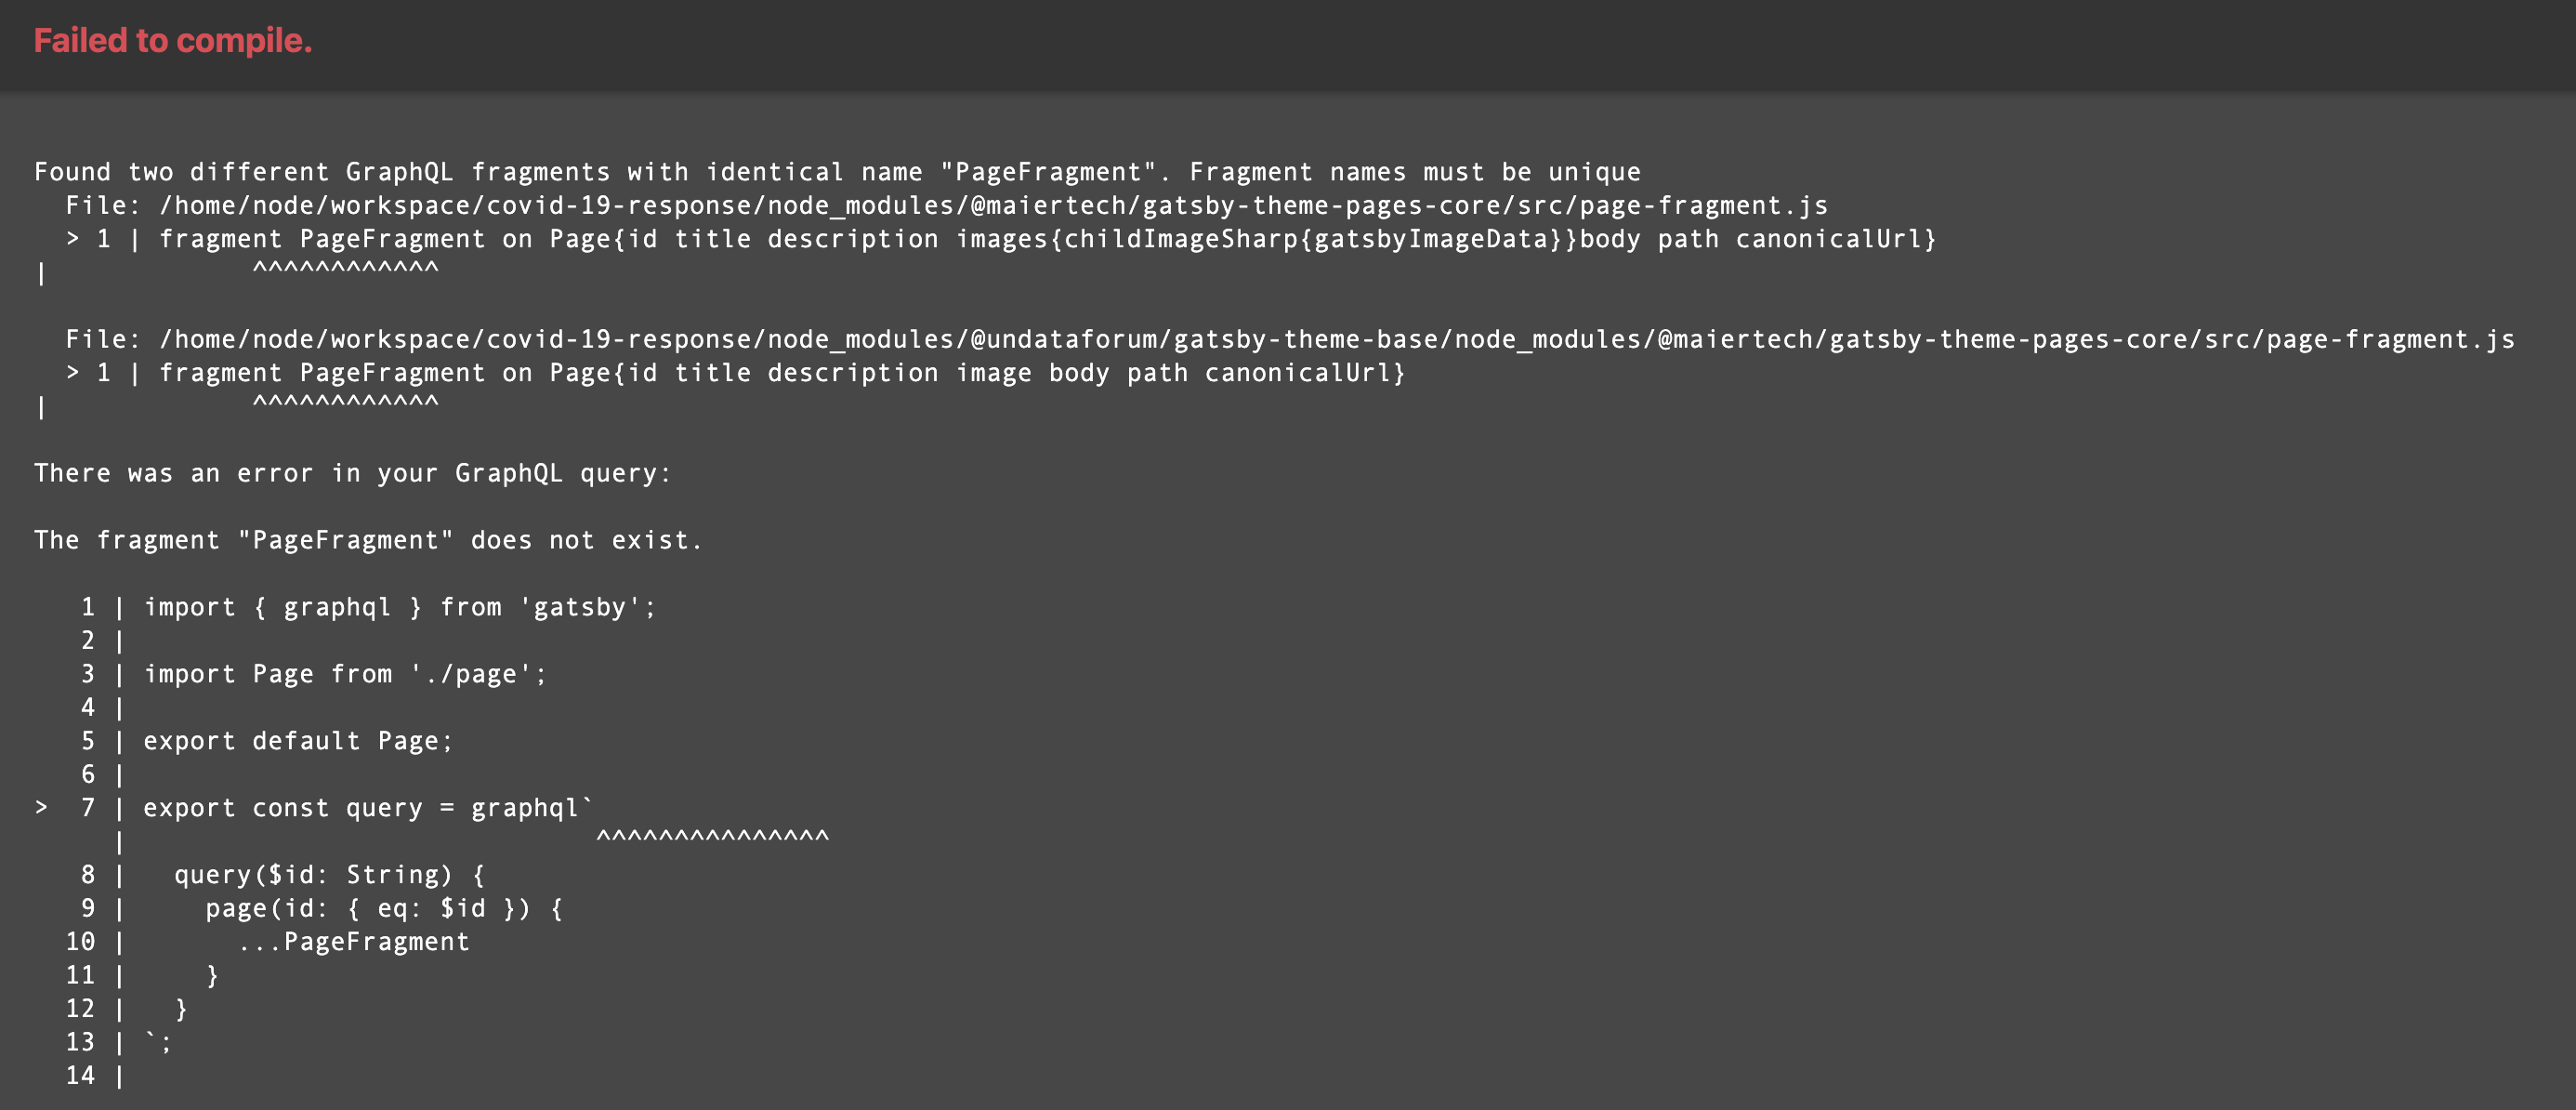 Failed to compile.
Found two different GraphQL fragments with identical name "PageFragment". Fragment names must be unique
  File: /home/node/workspace/covid-19-response/node_modules/@maiertech/gatsby-theme-pages-core/src/page-fragment.js
  > 1 | fragment PageFragment on Page{id title description images{childImageSharp{gatsbyImageData}}body path canonicalUrl}
|             ^^^^^^^^^^^^
  File: /home/node/workspace/covid-19-response/node_modules/@undataforum/gatsby-theme-base/node_modules/@maiertech/gatsby-theme-pages-core/src/page-fragment.js
  > 1 | fragment PageFragment on Page{id title description image body path canonicalUrl}
|             ^^^^^^^^^^^^
There was an error in your GraphQL query:
The fragment "PageFragment" does not exist.
   1 | import { graphql } from 'gatsby';
   2 |
   3 | import Page from './page';
   4 |
   5 | export default Page;
   6 |
>  7 | export const query = graphql`
     |                              ^^^^^^^^^^^^^^^
   8 |   query($id: String) {
   9 |     page(id: { eq: $id }) {
  10 |       ...PageFragment
  11 |     }
  12 |   }
  13 | `;
  14 |